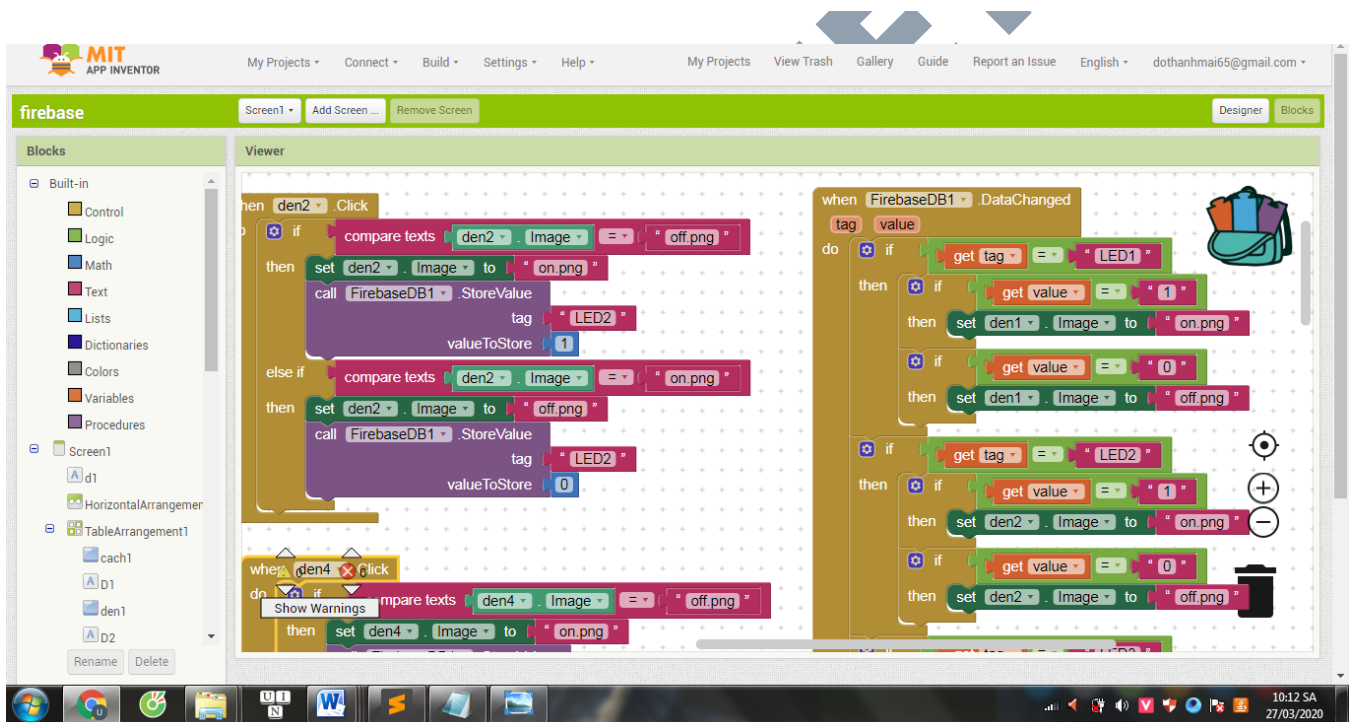 MIT
APP INVENTOR
My Projects Connect Build Settings Help My Projects View Trash Gallery Guide Report an Issue English dothanhmai65@gmail.com
firebase
Screen1 Add Screen ... Remove Screen Designer Blocks
Blocks
Built-in
Control
Logic
Math
Text
Lists
Dictionaries
Colors
Variables
Procedures
Screen1
d1
HorizontalArrangemen
TableArrangement1
cach1
D1
den1
D2
Rename Delete
Viewer
hen den2 .Click
if compare texts den2 . Image = " off.png "
then set den2 . Image to " on.png "
call FirebaseDB1 .StoreValue
tag " LED2 "
valueToStore 1
else if compare texts den2 . Image = " on.png "
then set den2 . Image to " off.png "
call FirebaseDB1 .StoreValue
tag " LED2 "
valueToStore 0
when den4 .Click
0 0
do if compare texts den4 . Image = " off.png "
Show Warnings
then set den4 . Image to " on.png "
when FirebaseDB1 .DataChanged
tag value
do if get tag = " LED1 "
then if get value = " 1 "
then set den1 . Image to " on.png "
if get value = " 0 "
then set den1 . Image to " off.png "
if get tag = " LED2 "
then if get value = " 1 "
then set den2 . Image to " on.png "
if get value = " 0 "
then set den2 . Image to " off.png "
U I
N
10:12 SA
27/03/2020